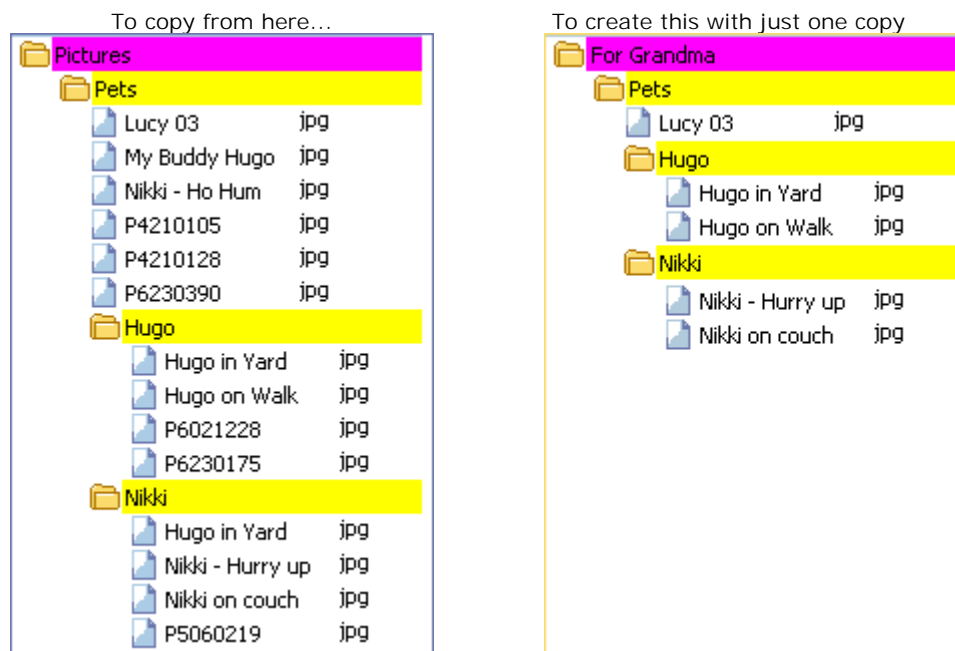 To copy from here...
Pictures
Pets
Lucy 03 jpg
My Buddy Hugo jpg
Nikki - Ho Hum jpg
P4210105 jpg
P4210128 jpg
P6230390 jpg
Hugo
Hugo in Yard jpg
Hugo on Walk jpg
P6021228 jpg
P6230175 jpg
Nikki
Hugo in Yard jpg
Nikki - Hurry up jpg
Nikki on couch jpg
P5060219 jpg
To create this with just one copy
For Grandma
Pets
Lucy 03 jpg
Hugo
Hugo in Yard jpg
Hugo on Walk jpg
Nikki
Nikki - Hurry up jpg
Nikki on couch jpg